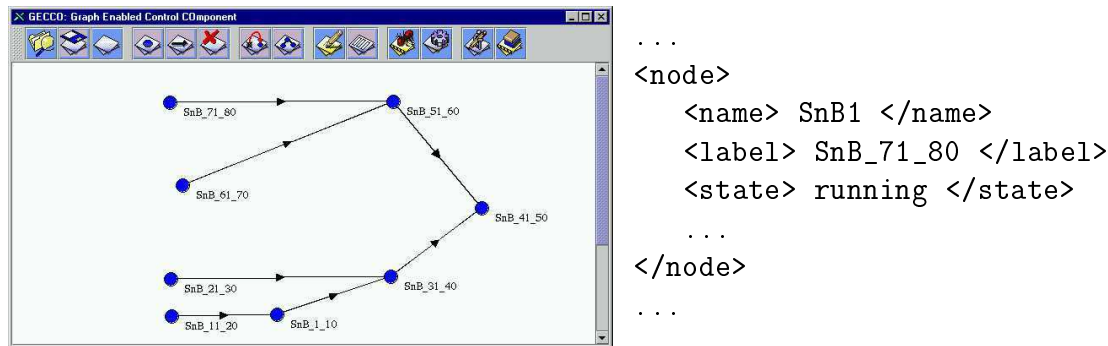 GECCO: Graph Enabled Control COmponent
SnB_71_80
SnB_51_60
SnB_61_70
SnB_41_50
SnB_21_30
SnB_31_40
SnB_11_20
SnB_1_10
...
<node>
<name> SnB1 </name>
<label> SnB_71_80 </label>
<state> running </state>
...
</node>
...